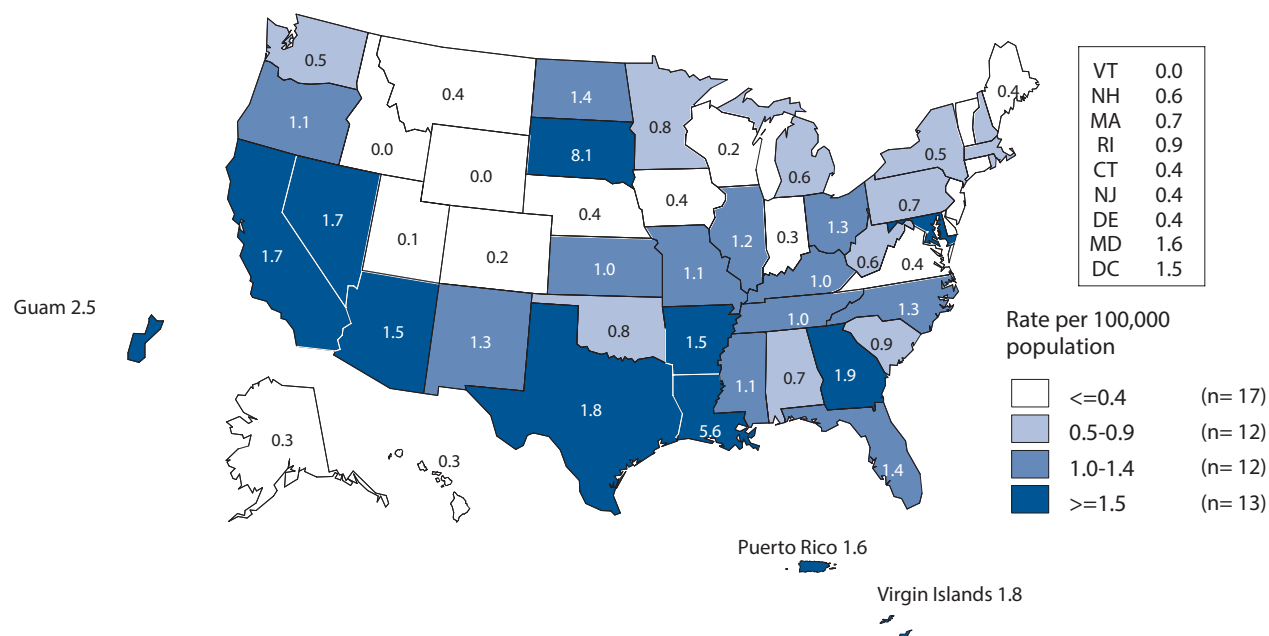 0.5
0.4
1.4
0.8
0.4
VT 0.0
NH 0.6
MA 0.7
RI 0.9
CT 0.4
NJ 0.4
DE 0.4
MD 1.6
DC 1.5
1.1
0.0
0.0
8.1
0.2
0.6
0.5
1.7
1.7
0.1
0.2
0.4
0.4
1.2
0.3
1.3
0.7
0.6
0.4
1.0
1.1
1.0
1.5
1.3
0.8
1.5
1.0
1.3
0.9
1.8
5.6
1.1
0.7
1.9
1.4
Guam 2.5
0.3
0.3
Rate per 100,000
population
<=0.4 (n= 17)
0.5-0.9 (n= 12)
1.0-1.4 (n= 12)
>=1.5 (n= 13)
Puerto Rico 1.6
Virgin Islands 1.8